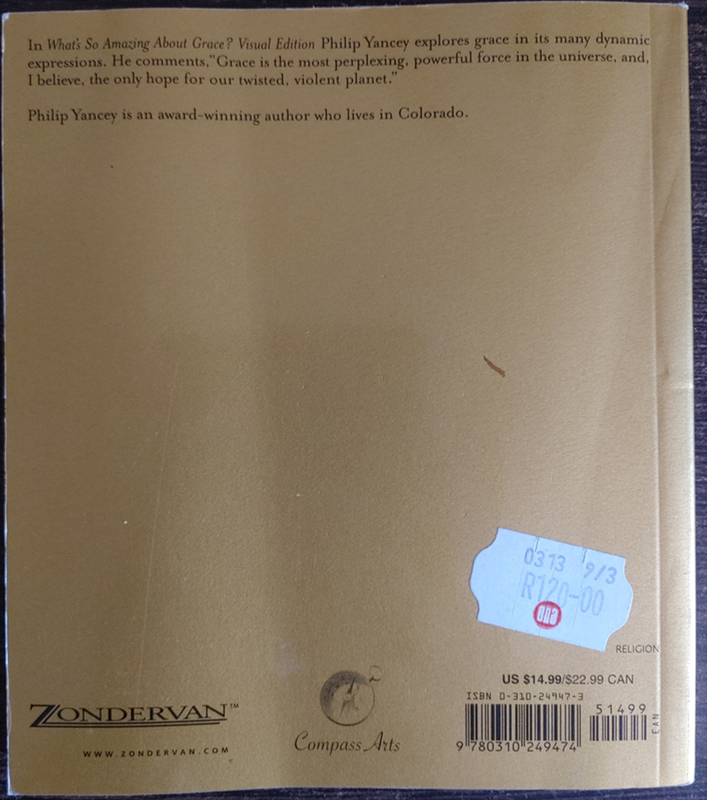 In What's So Amazing About Grace? Visual Edition Philip Yancey explores grace in its many dynamic
expressions. He comments, "Grace is the most perplexing, powerful force in the universe, and,
I believe, the only hope for our twisted, violent planet."
Philip Yancey is an award-winning author who lives in Colorado.
0313 9/3
R120-00
cna
RELIGION
US $14.99/$22.99 CAN
ISBN 0-310-24947-3
51499
EAN
9 780310 249474
ZONDERVAN™
WWW.ZONDERVAN.COM
Compass Arts